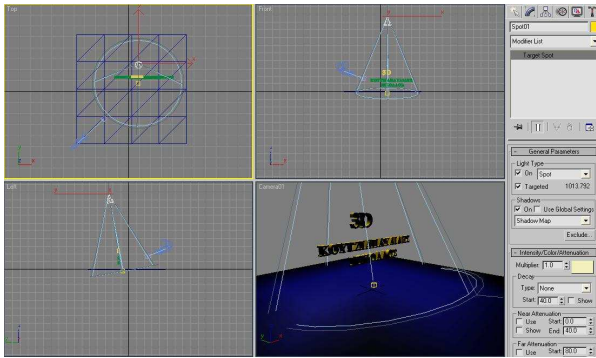 Top
Front
Left
Camera01
3D
3D
Spot01
Modifier List
Target Spot
General Parameters
Light Type
On Spot
Targeted 1013.792
Shadows
On Use Global Settings
Shadow Map
Exclude...
Intensity/Color/Attenuation
Multiplier: 1.0
Decay
Type: None
Start: 40.0 Show
Near Attenuation
Use Start: 0.0
Show End: 40.0
Far Attenuation
Use Start: 80.0